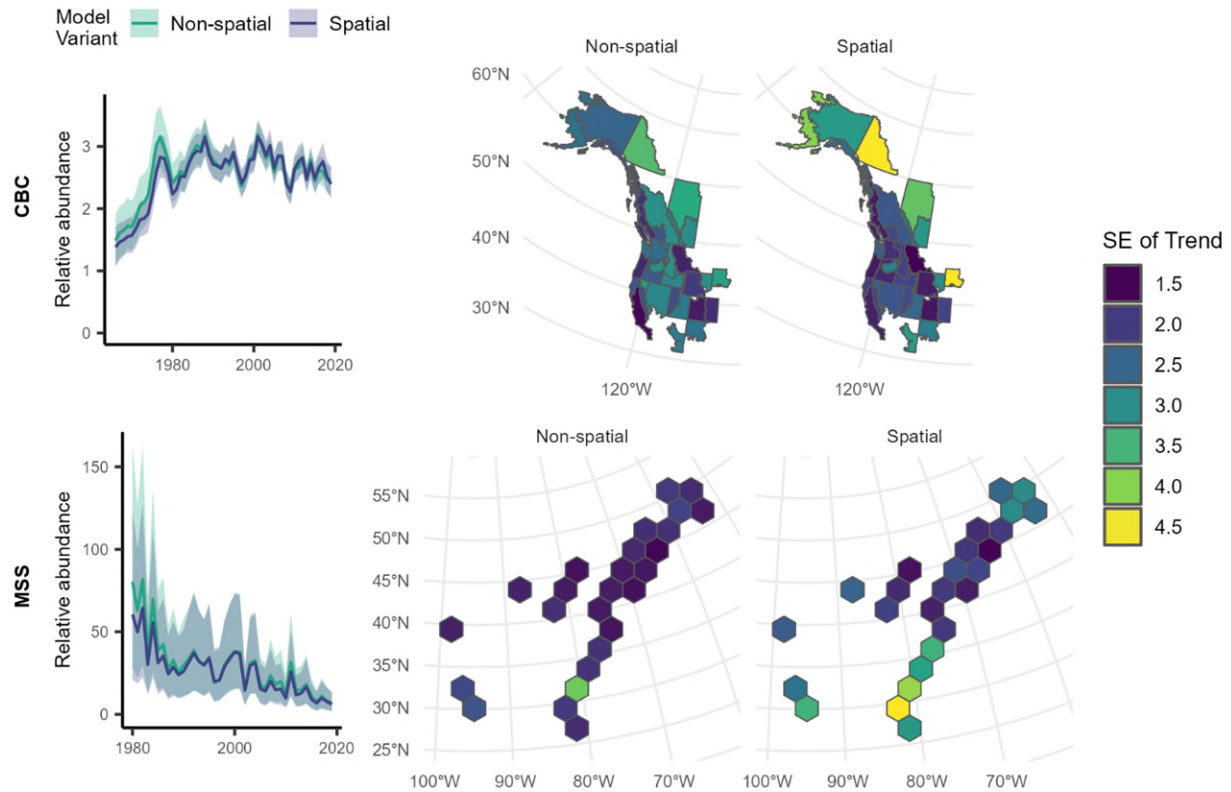 Model
Variant
Non-spatial
Spatial
CBC
Relative abundance
3
2
1
0
1980
2000
2020
Non-spatial
Spatial
60°N
50°N
40°N
30°N
120°W
120°W
SE of Trend
1.5
2.0
2.5
3.0
3.5
4.0
4.5
MSS
Relative abundance
150
100
50
0
1980
2000
2020
Non-spatial
Spatial
55°N
50°N
45°N
40°N
35°N
30°N
25°N
100°W
90°W
80°W
70°W
100°W
90°W
80°W
70°W